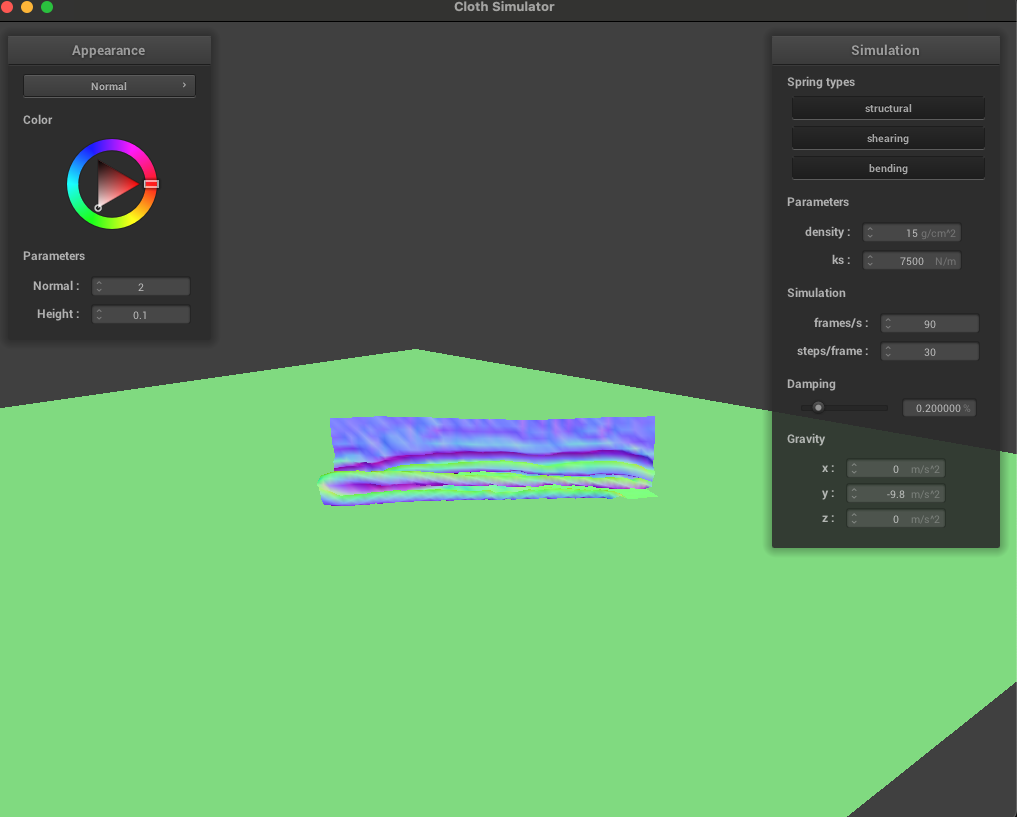 Cloth Simulator
Appearance
Normal
Color
Parameters
Normal : 2
Height : 0.1
Simulation
Spring types
structural
shearing
bending
Parameters
density : 15 g/cm^2
ks : 7500 N/m
Simulation
frames/s : 90
steps/frame : 30
Damping
0.200000 %
Gravity
x : 0 m/s^2
y : -9.8 m/s^2
z : 0 m/s^2